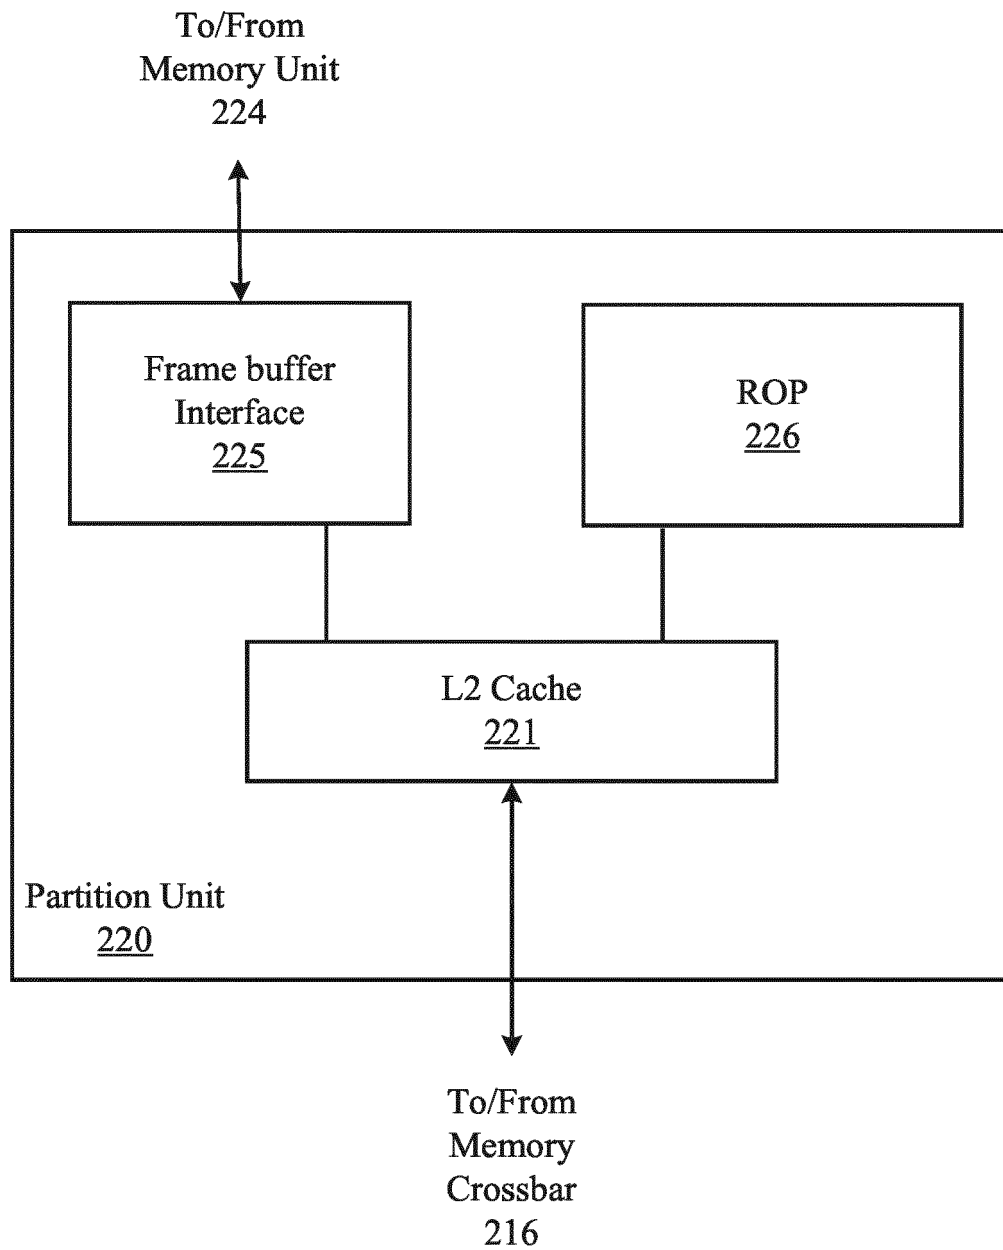 To/From
Memory Unit
224
Frame buffer
Interface
225
ROP
226
L2 Cache
221
Partition Unit
220
To/From
Memory
Crossbar
216